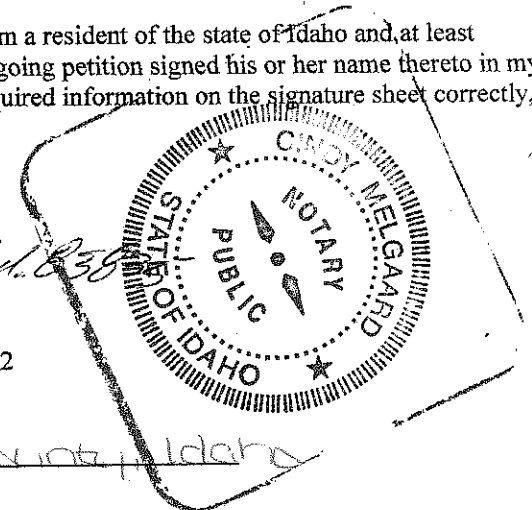 m a resident of the state of Idaho and at least
going petition signed his or her name thereto in my
uired information on the signature sheet correctly,
CINDY MELGAARD
NOTARY
PUBLIC
STATE OF IDAHO
2
Idaho